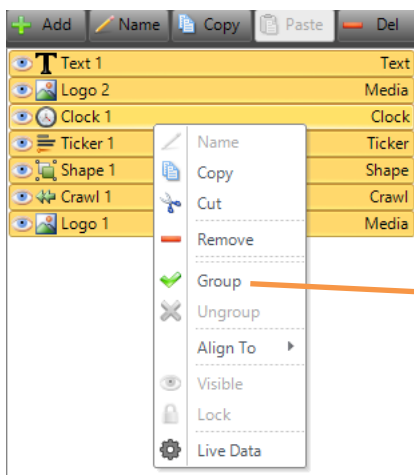 Add Name Copy Paste Del
Text 1 Text
Logo 2 Media
Clock 1 Clock
Ticker 1 Ticker
Shape 1 Shape
Crawl 1 Crawl
Logo 1 Media
Name
Copy
Cut
Remove
Group
Ungroup
Align To
Visible
Lock
Live Data